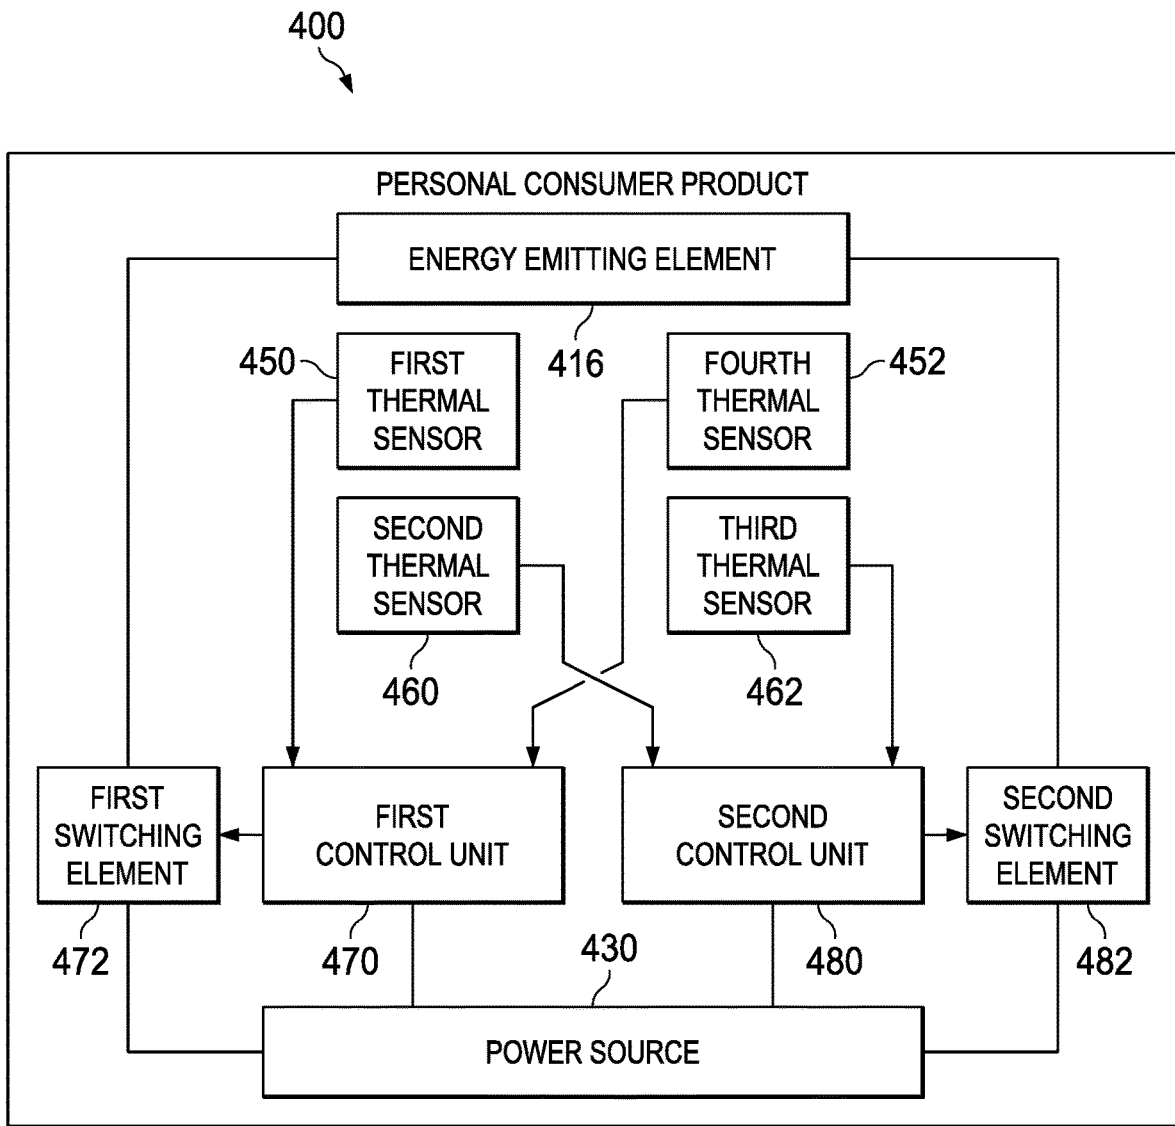 400
PERSONAL CONSUMER PRODUCT
ENERGY EMITTING ELEMENT
416
450
FIRST
THERMAL
SENSOR
FOURTH
THERMAL
SENSOR
452
SECOND
THERMAL
SENSOR
460
THIRD
THERMAL
SENSOR
462
FIRST
SWITCHING
ELEMENT
472
FIRST
CONTROL UNIT
470
SECOND
CONTROL UNIT
480
SECOND
SWITCHING
ELEMENT
482
430
POWER SOURCE